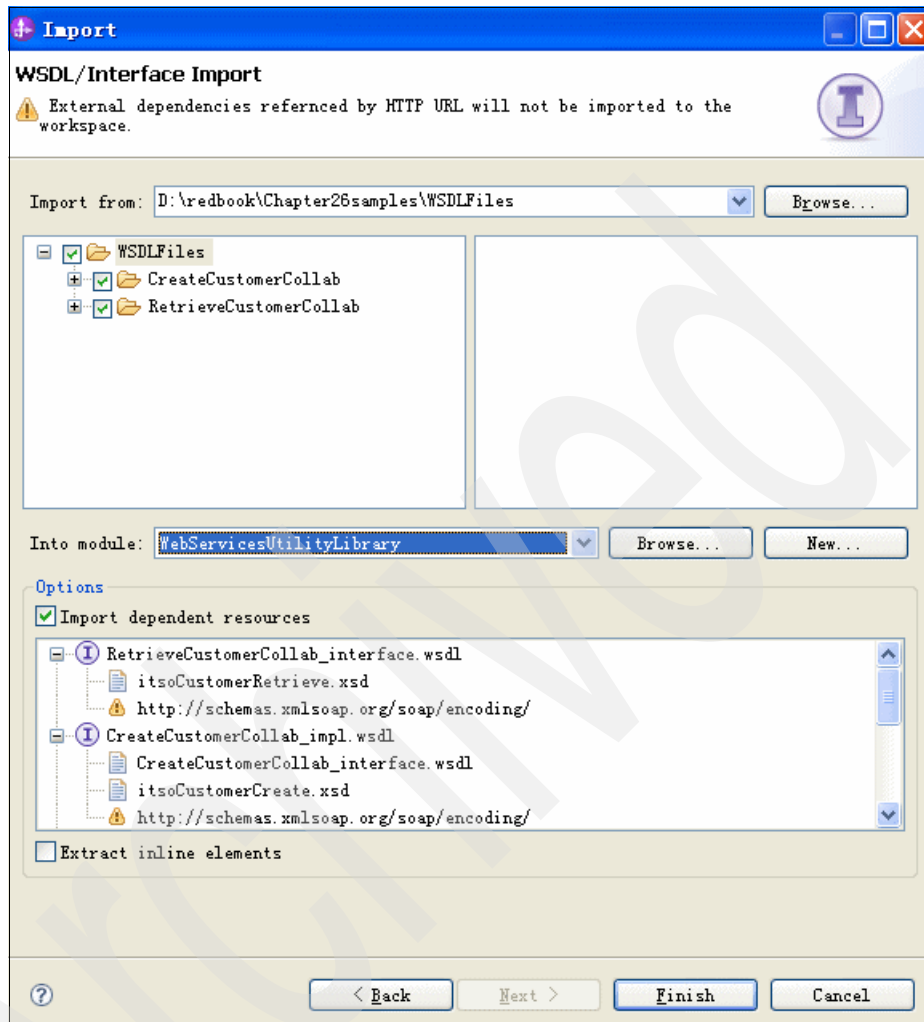 Import
WSDL/Interface Import
External dependencies refernced by HTTP URL will not be imported to the
workspace.
I
Import from: D:\redbook\Chapter26samples\WSDLFiles Browse...
WSDLFiles
CreateCustomerCollab
RetrieveCustomerCollab
Into module: WebServicesUtilityLibrary Browse... New...
Options
Import dependent resources
I RetrieveCustomerCollab_interface.wsdl
itsoCustomerRetrieve.xsd
http://schemas.xmlsoap.org/soap/encoding/
I CreateCustomerCollab_impl.wsdl
CreateCustomerCollab_interface.wsdl
itsoCustomerCreate.xsd
http://schemas.xmlsoap.org/soap/encoding/
Extract inline elements
? < Back Next > Finish Cancel